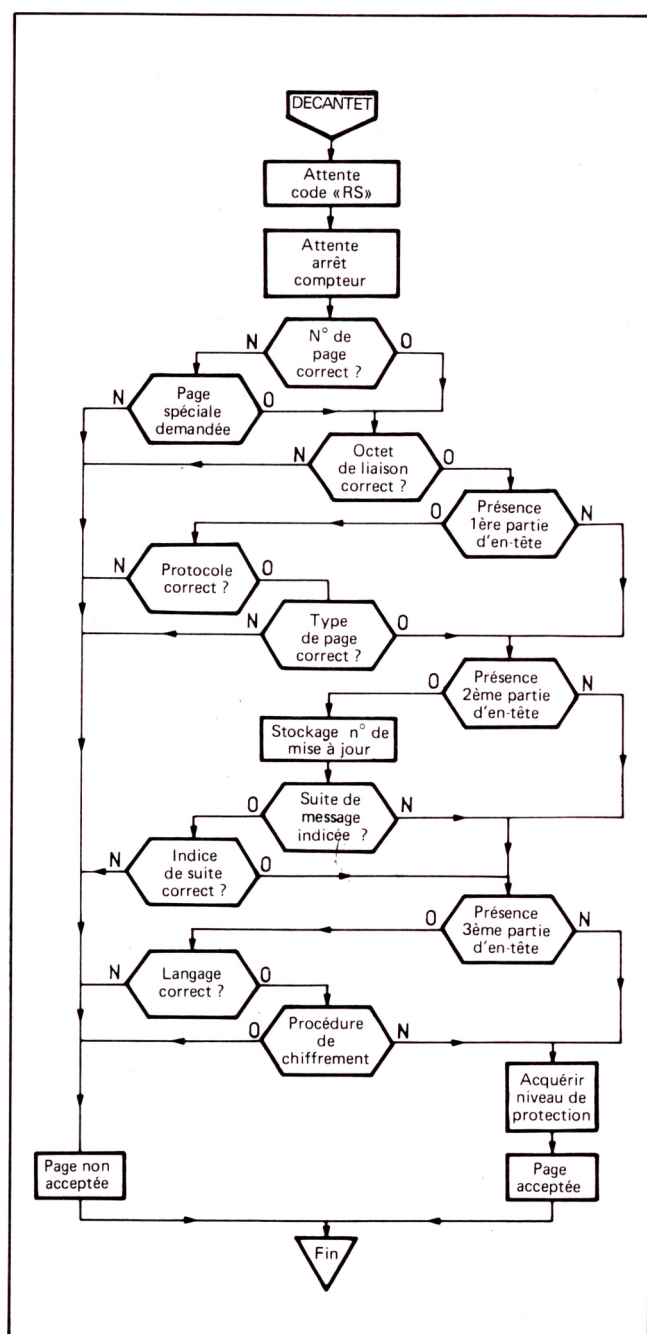 DECANTET
Attente
code «RS»
Attente
arrêt
compteur
N
N° de
page
correct ?
O
N
Page
spéciale
demandée
O
N
Octet
de liaison
correct ?
O
O
Présence
1ère partie
d'en-tête
N
N
Protocole
correct ?
O
N
Type
de page
correct ?
O
O
Présence
2ème partie
d'en-tête
N
Stockage n° de
mise à jour
O
Suite de
message
indicée ?
N
N
Indice
de suite
correct ?
O
O
Présence
3ème partie
d'en-tête
N
N
Langage
correct ?
O
O
Procédure
de
chiffrement
N
Acquérir
niveau de
protection
Page non
acceptée
Page
acceptée
Fin